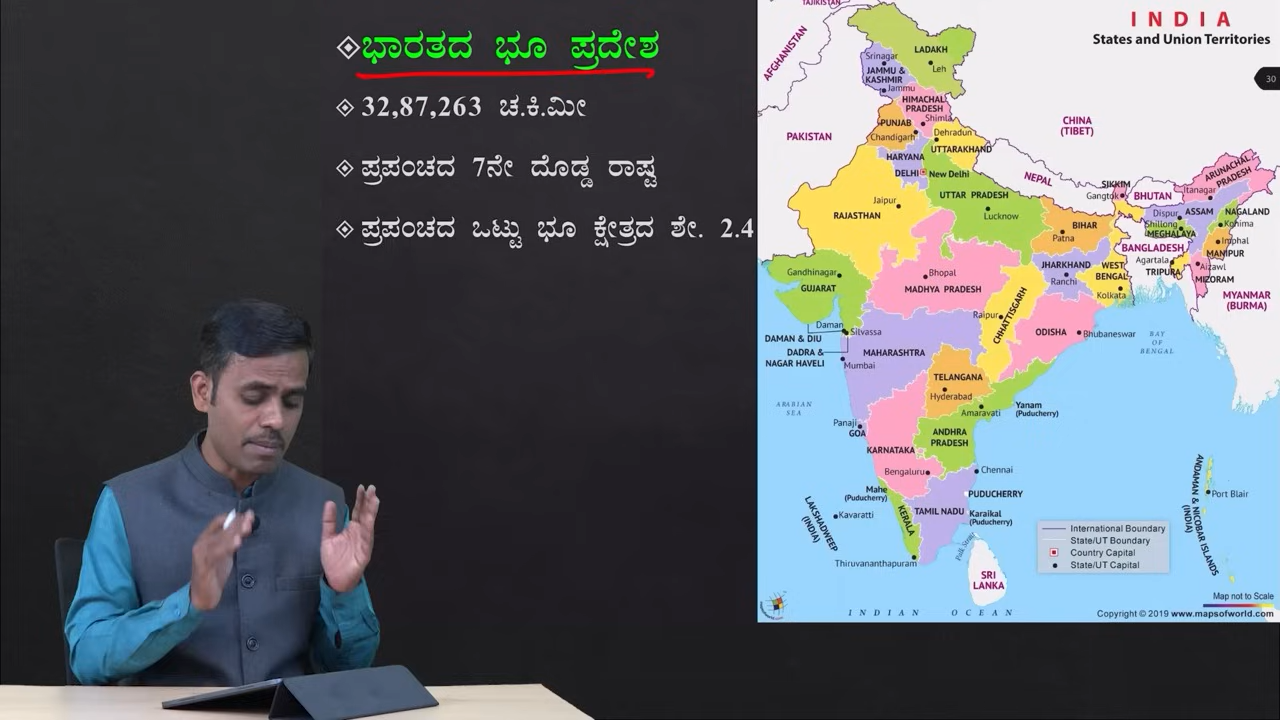 ಭಾರತದ ಭೂ ಪ್ರದೇಶ
32,87,263 ಚ.ಕಿ.ಮೀ
ಪ್ರಪಂಚದ 7ನೇ ದೊಡ್ಡ ರಾಷ್ಟ
ಪ್ರಪಂಚದ ಒಟ್ಟು ಭೂ ಕ್ಷೇತ್ರದ ಶೇ. 2.4
INDIA
States and Union Territories
30
TAJIKISTAN
AFGHANISTAN
PAKISTAN
CHINA
(TIBET)
NEPAL
BHUTAN
BANGLADESH
MYANMAR
(BURMA)
SRI
LANKA
LADAKH
Leh
Srinagar
JAMMU &
KASHMIR
Jammu
HIMACHAL
PRADESH
Shimla
PUNJAB
Chandigarh
Dehradun
UTTARAKHAND
HARYANA
DELHI
New Delhi
UTTAR PRADESH
Lucknow
Jaipur
RAJASTHAN
SIKKIM
Gangtok
ARUNACHAL
PRADESH
Itanagar
Dispur
ASSAM
NAGALAND
Kohima
Shillong
MEGHALAYA
Imphal
MANIPUR
Agartala
TRIPURA
Aizawl
MIZORAM
BIHAR
Patna
JHARKHAND
Ranchi
WEST
BENGAL
Kolkata
Gandhinagar
GUJARAT
Bhopal
MADHYA PRADESH
CHHATTISGARH
Raipur
ODISHA
Bhubaneswar
Daman
Silvassa
DAMAN & DIU
DADRA &
NAGAR HAVELI
MAHARASHTRA
Mumbai
TELANGANA
Hyderabad
Amaravati
Yanam
(Puducherry)
ANDHRA
PRADESH
Panaji
GOA
KARNATAKA
Bengaluru
Chennai
Mahe
(Puducherry)
PUDUCHERRY
TAMIL NADU
Karaikal
(Puducherry)
KERALA
Thiruvananthapuram
LAKSHADWEEP
(INDIA)
Kavaratti
ANDAMAN & NICOBAR ISLANDS
(INDIA)
Port Blair
ARABIAN
SEA
BAY
OF
BENGAL
Palk Strait
INDIAN OCEAN
International Boundary
State/UT Boundary
Country Capital
State/UT Capital
Map not to Scale
Copyright © 2019 www.mapsofworld.com